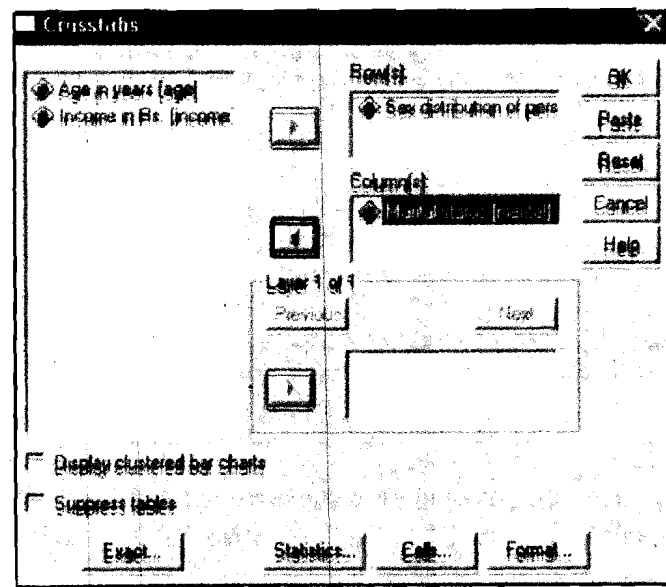 Crosstabs
Age in years [age]
Income in Rs. [income
Row(s):
Sex distribution of pers
Column(s):
Marital status [marital]
Layer 1 of 1
Previous
Next
OK
Paste
Reset
Cancel
Help
Display clustered bar charts
Suppress tables
Exact...
Statistics...
Cells...
Format...